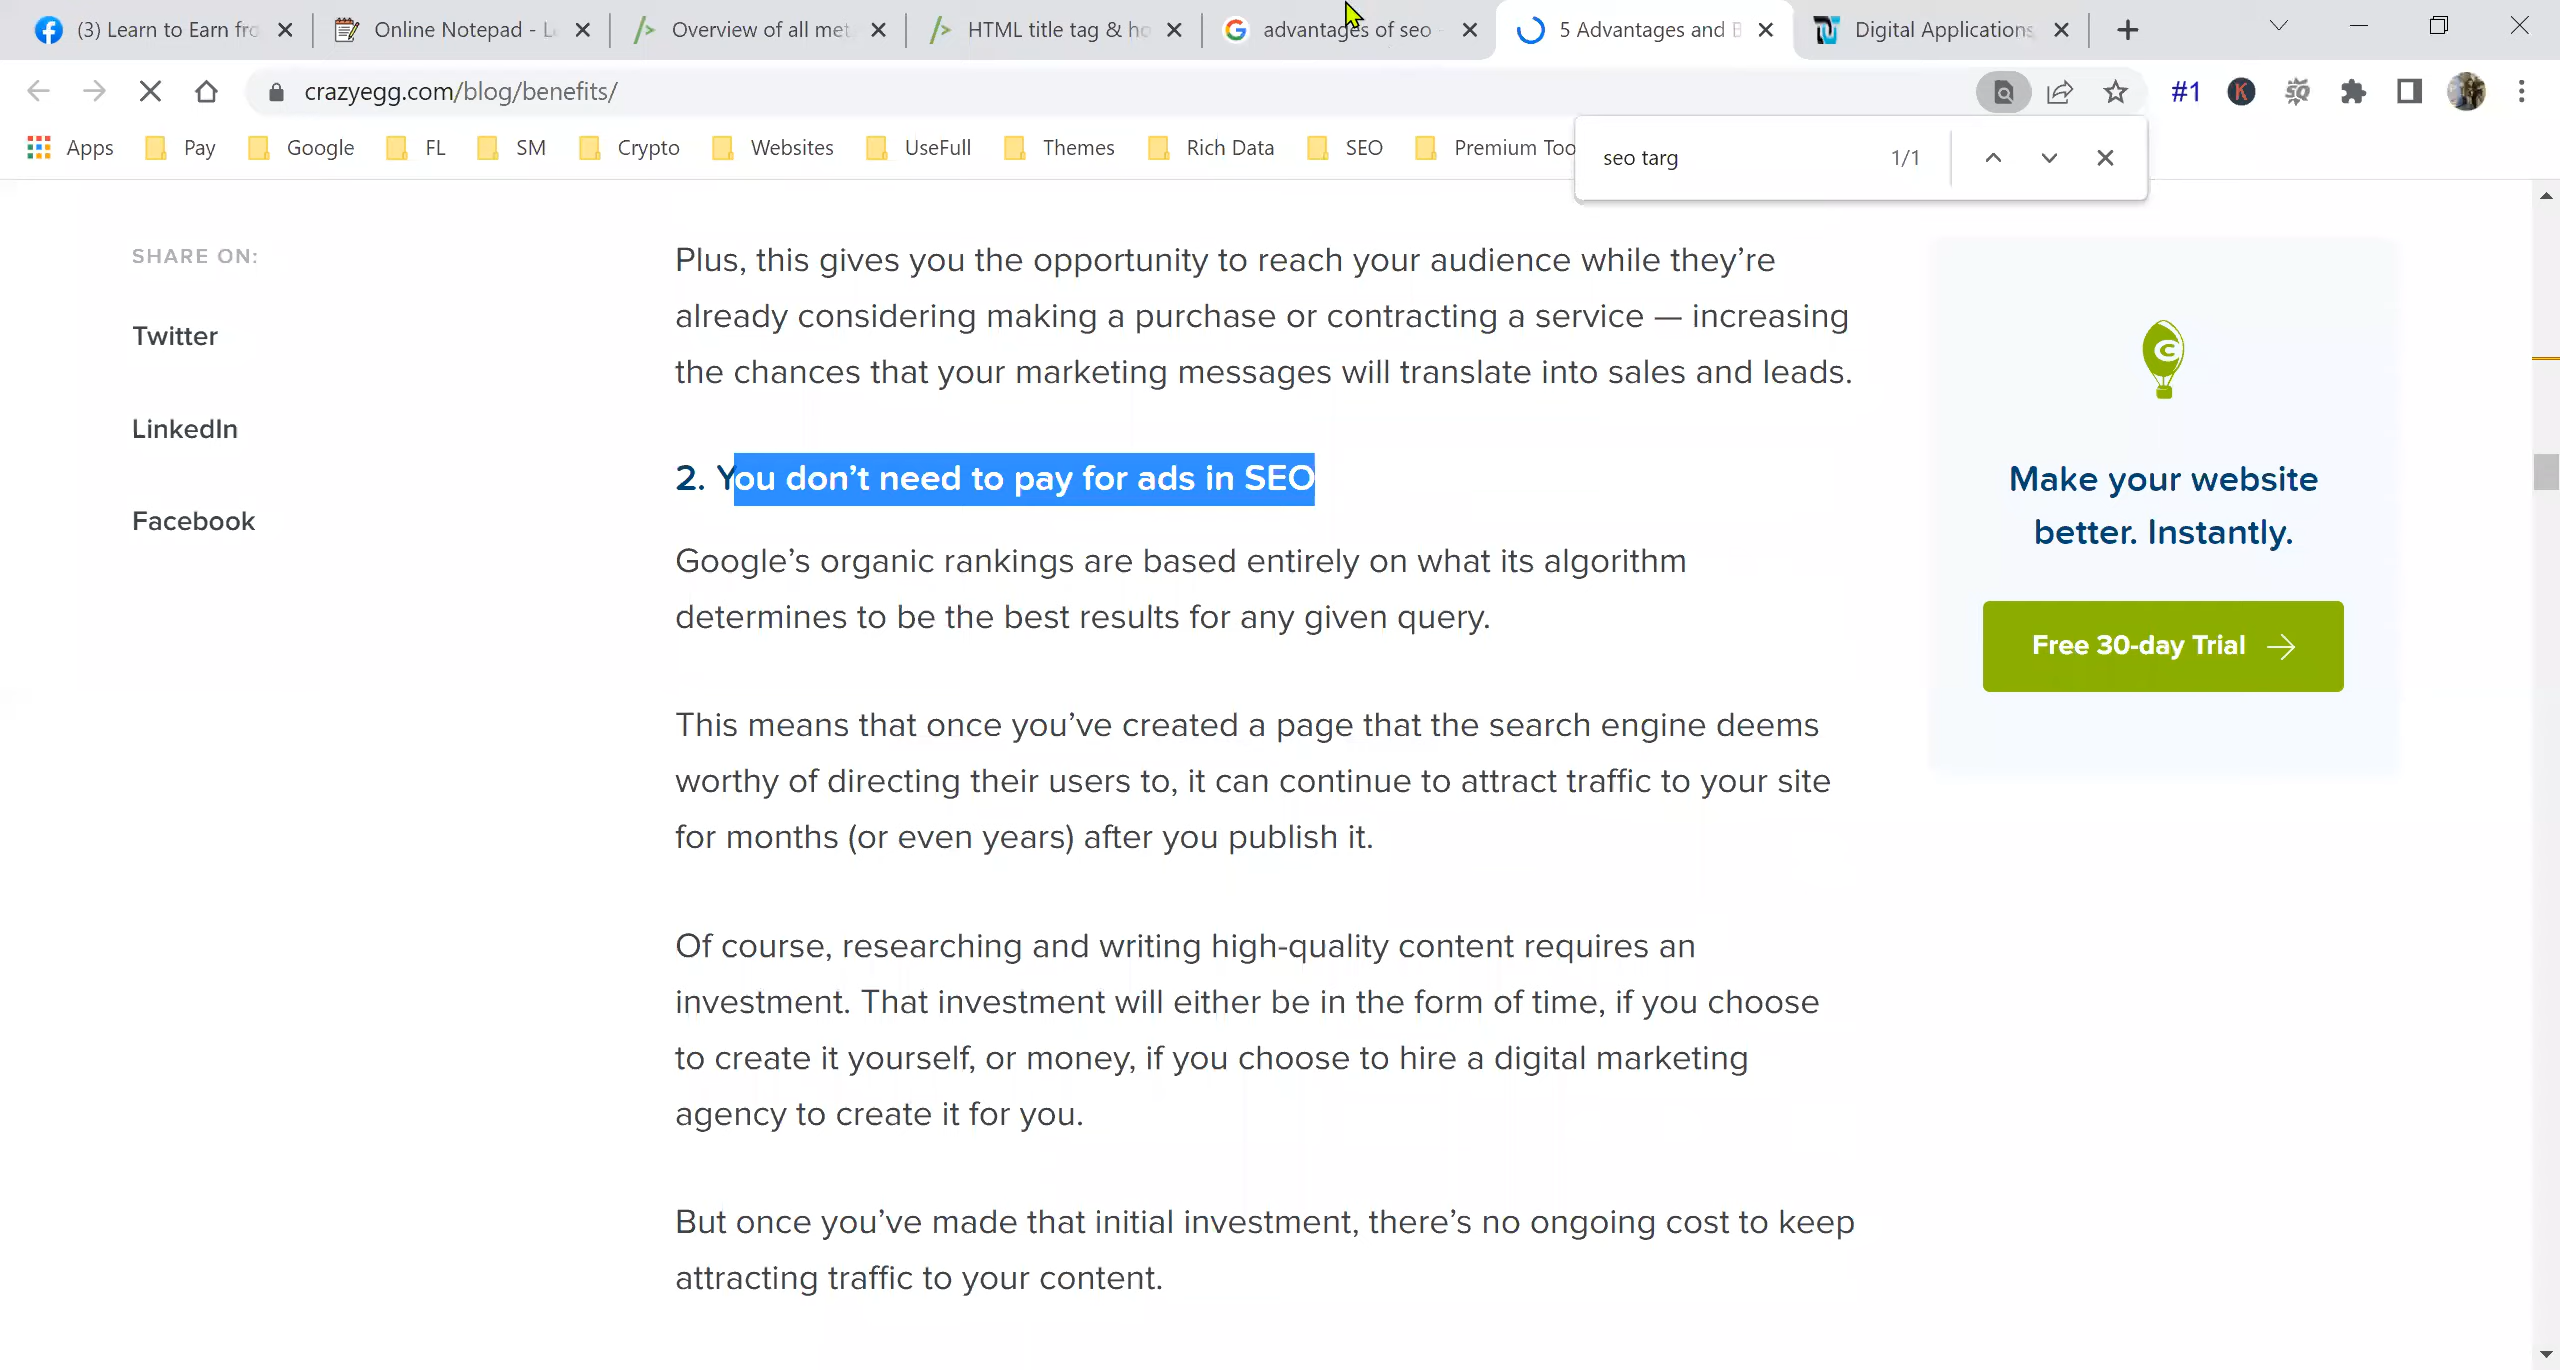 (3) Learn to Earn fro
Online Notepad - L
Overview of all met
HTML title tag & ho
advantages of seo -
5 Advantages and B
Digital Applications
crazyegg.com/blog/benefits/
#1
K
SQ
Apps
Pay
Google
FL
SM
Crypto
Websites
UseFull
Themes
Rich Data
SEO
Premium Too
seo targ
1/1
SHARE ON:
Twitter
LinkedIn
Facebook
Plus, this gives you the opportunity to reach your audience while they’re
already considering making a purchase or contracting a service — increasing
the chances that your marketing messages will translate into sales and leads.
2. You don’t need to pay for ads in SEO
Google’s organic rankings are based entirely on what its algorithm
determines to be the best results for any given query.
This means that once you’ve created a page that the search engine deems
worthy of directing their users to, it can continue to attract traffic to your site
for months (or even years) after you publish it.
Of course, researching and writing high-quality content requires an
investment. That investment will either be in the form of time, if you choose
to create it yourself, or money, if you choose to hire a digital marketing
agency to create it for you.
But once you’ve made that initial investment, there’s no ongoing cost to keep
attracting traffic to your content.
Make your website
better. Instantly.
Free 30-day Trial